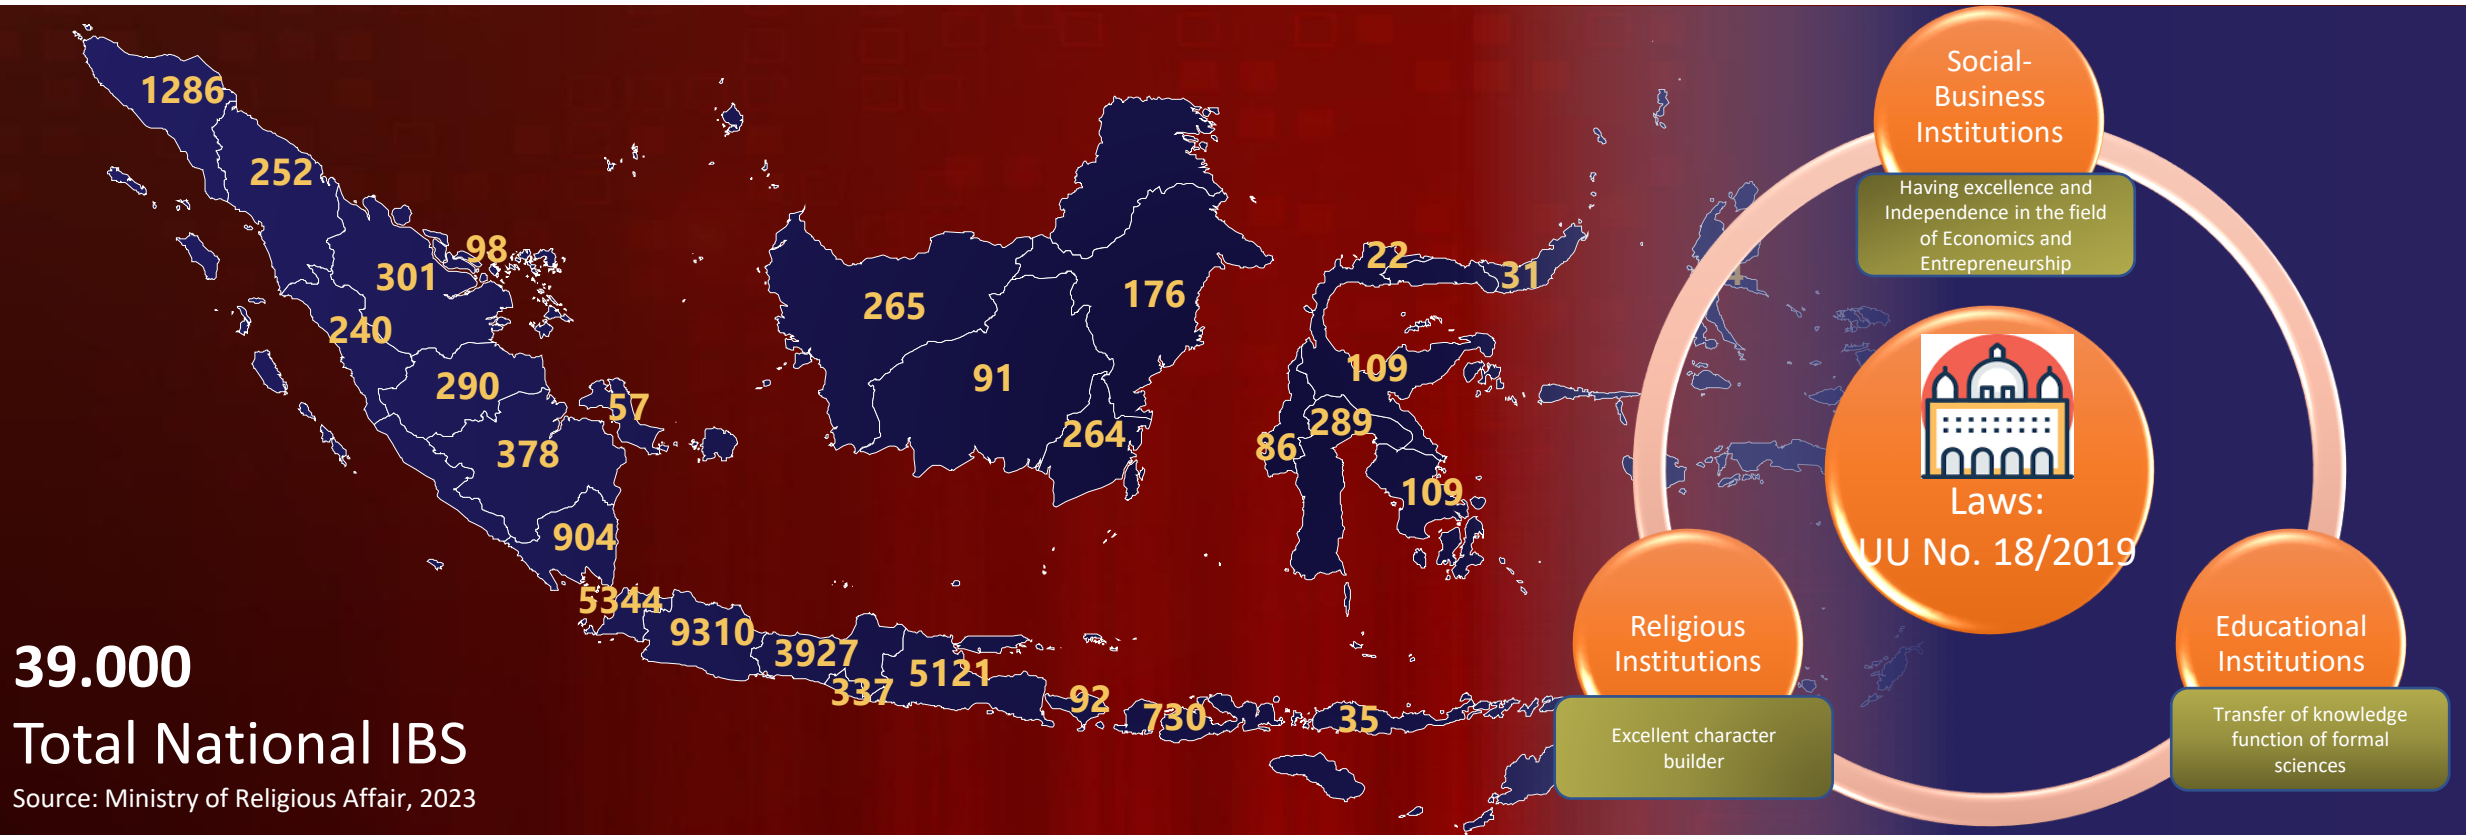 1286
252
98
301
240
290
57
378
904
265
176
91
264
22
31
4
109
289
86
109
5344
9310
3927
337
5121
92
730
35
39.000
Total National IBS
Source: Ministry of Religious Affair, 2023
Social-
Business
Institutions
Having excellence and
Independence in the field
of Economics and
Entrepreneurship
Laws:
UU No. 18/2019
Religious
Institutions
Excellent character
builder
Educational
Institutions
Transfer of knowledge
function of formal
sciences